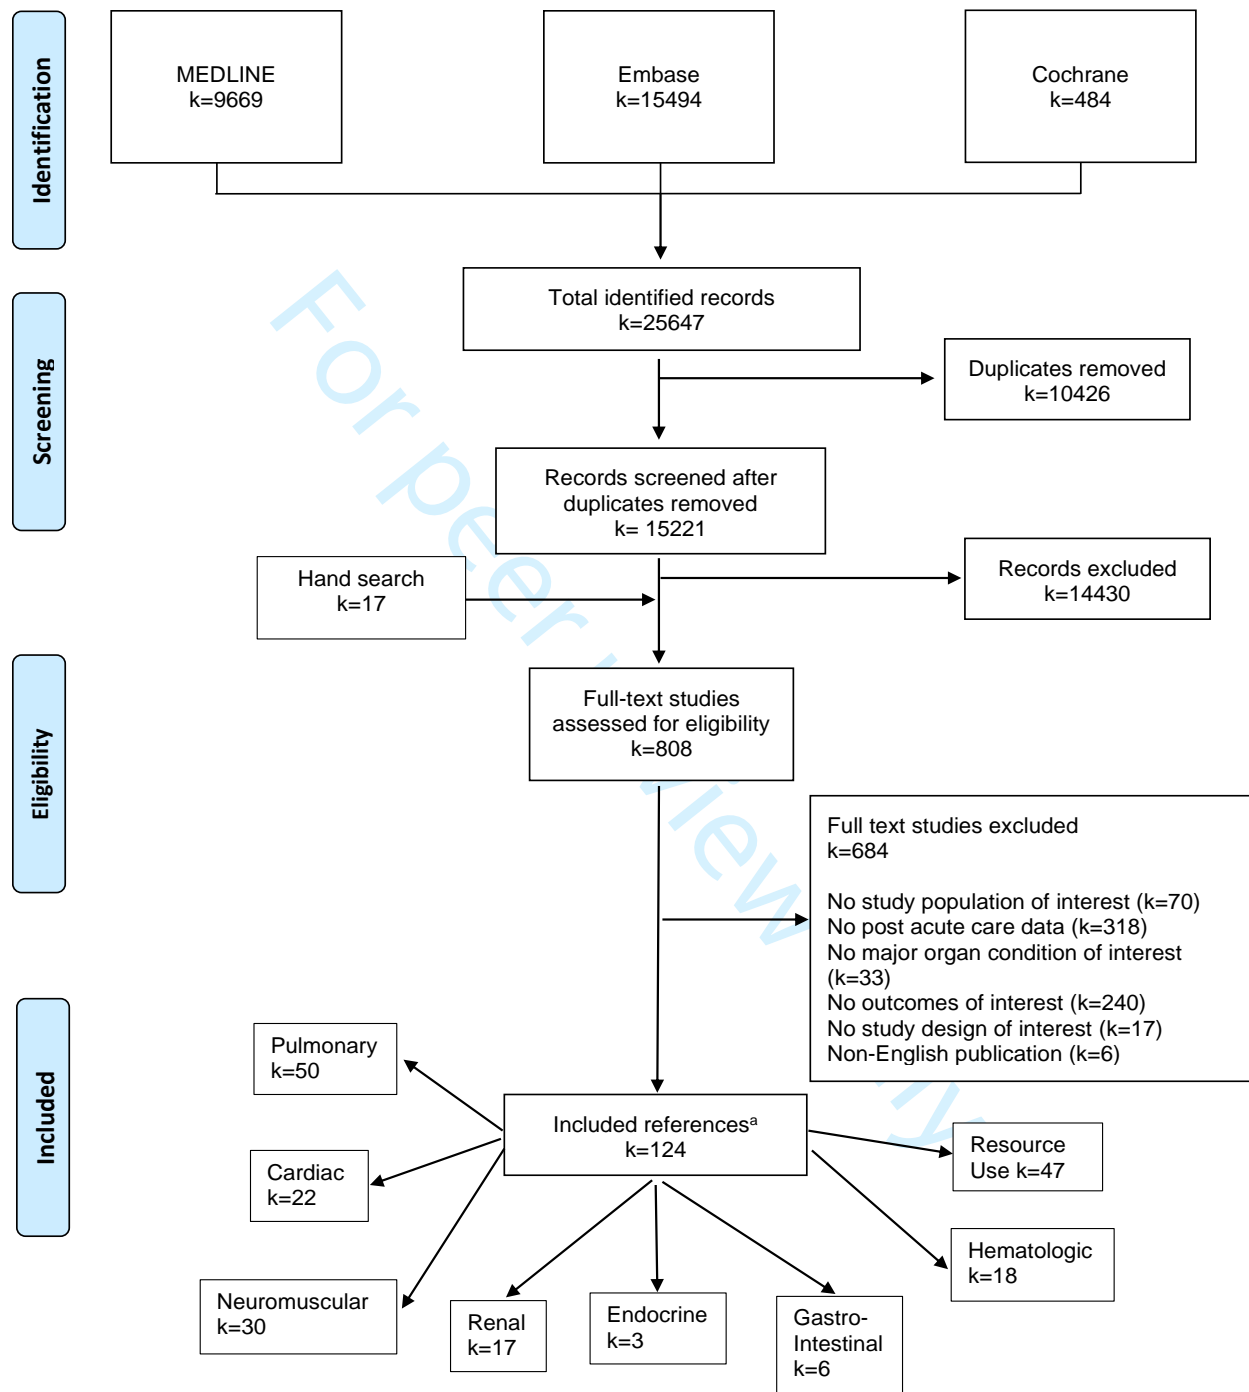 Identification
MEDLINE
k=9669
Embase
k=15494
Cochrane
k=484
Total identified records
k=25647
Screening
Duplicates removed
k=10426
Records screened after
duplicates removed
k= 15221
Hand search
k=17
Records excluded
k=14430
Eligibility
Full-text studies
assessed for eligibility
k=808
Full text studies excluded
k=684
No study population of interest (k=70)
No post acute care data (k=318)
No major organ condition of interest
(k=33)
No outcomes of interest (k=240)
No study design of interest (k=17)
Non-English publication (k=6)
Included
Included referencesᵃ
k=124
Pulmonary
k=50
Cardiac
k=22
Neuromuscular
k=30
Renal
k=17
Endocrine
k=3
Gastro-
Intestinal
k=6
Hematologic
k=18
Resource
Use k=47
For peer review only